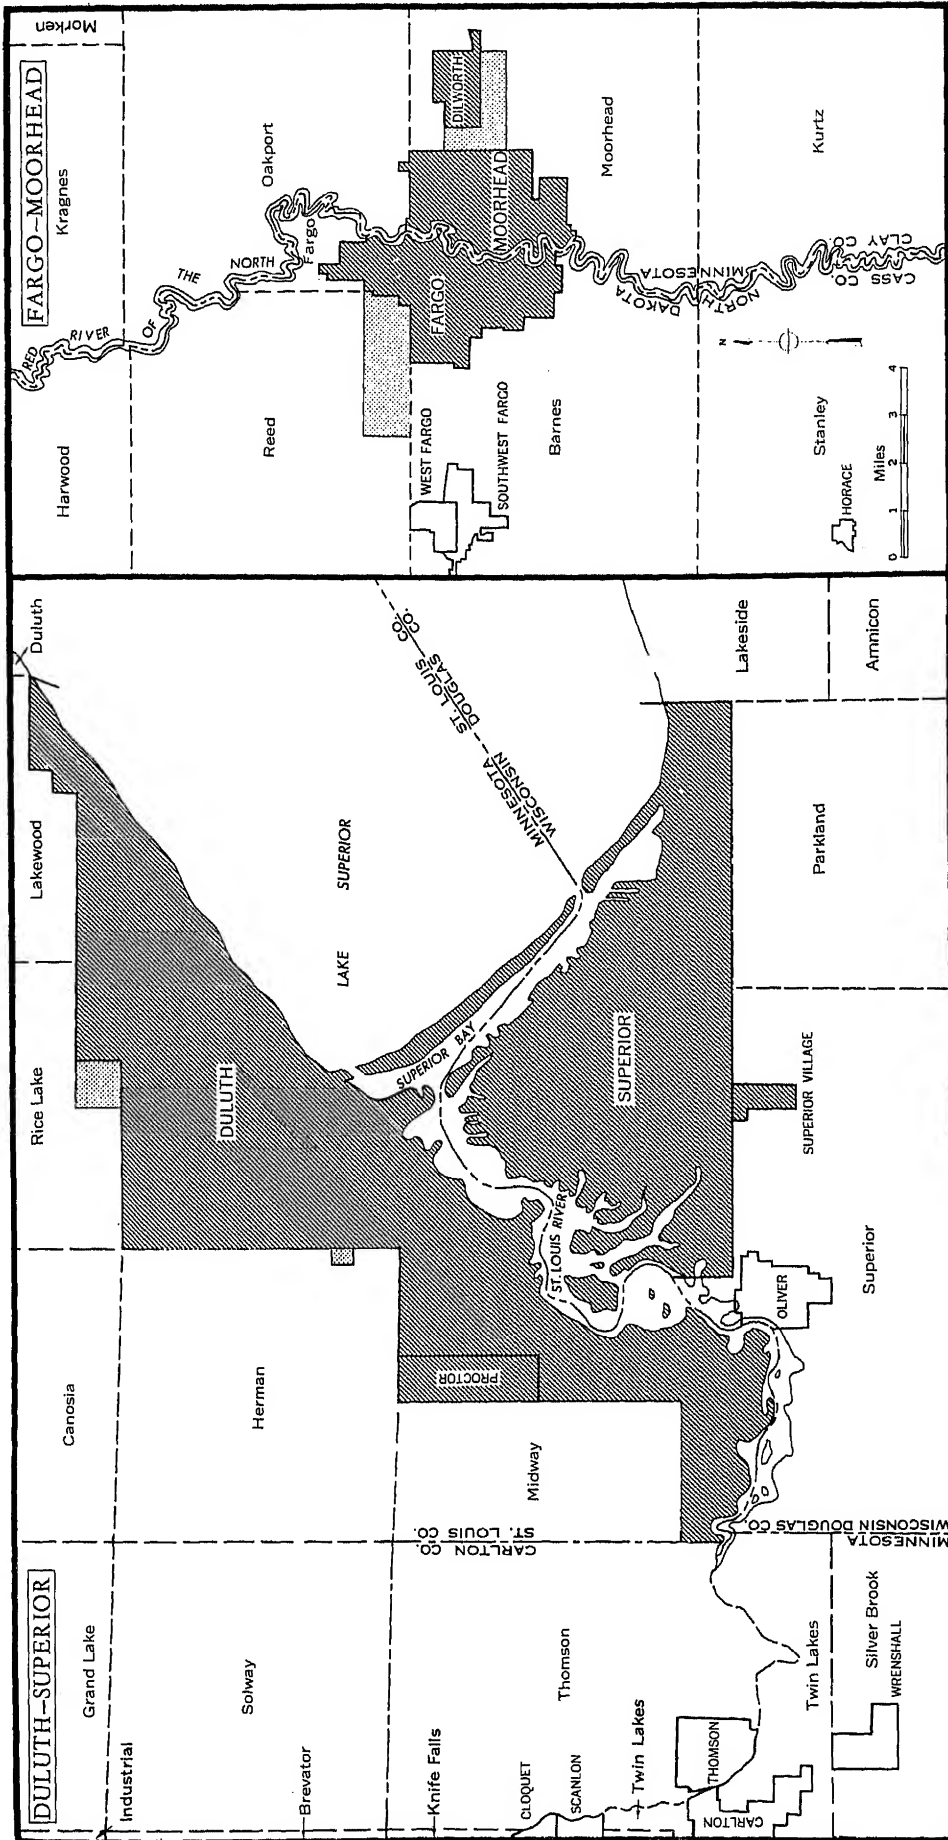 DULUTH–SUPERIOR
Grand Lake
Canosia
Rice Lake
Lakewood
Duluth
Industrial
Solway
Herman
DULUTH
Brevator
LAKE SUPERIOR
Knife Falls
CARLTON CO.
ST. LOUIS CO.
PROCTOR
SUPERIOR BAY
MINNESOTA
WISCONSIN
ST. LOUIS CO.
DOUGLAS CO.
CLOQUET
SCANLON
Thomson
Midway
ST. LOUIS RIVER
SUPERIOR
Twin Lakes
THOMSON
CARLTON
OLIVER
SUPERIOR VILLAGE
Parkland
Lakeside
Twin Lakes
MINNESOTA
WISCONSIN DOUGLAS CO.
Superior
Amnicon
Silver Brook
WRENSHALL
FARGO–MOORHEAD
Harwood
Kragnes
Morken
RED RIVER OF THE NORTH
Reed
Fargo
Oakport
WEST FARGO
FARGO
MOORHEAD
DILWORTH
SOUTHWEST FARGO
Barnes
Moorhead
NORTH DAKOTA
MINNESOTA
N
Stanley
HORACE
Kurtz
CASS CO.
CLAY CO.
Miles
0 1 2 3 4